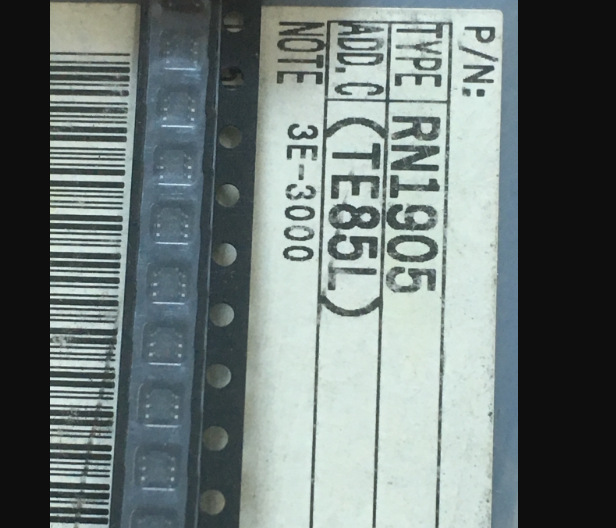 P/N:
TYPE RN1905
ADD.C (TE85L)
NOTE 3E-3000